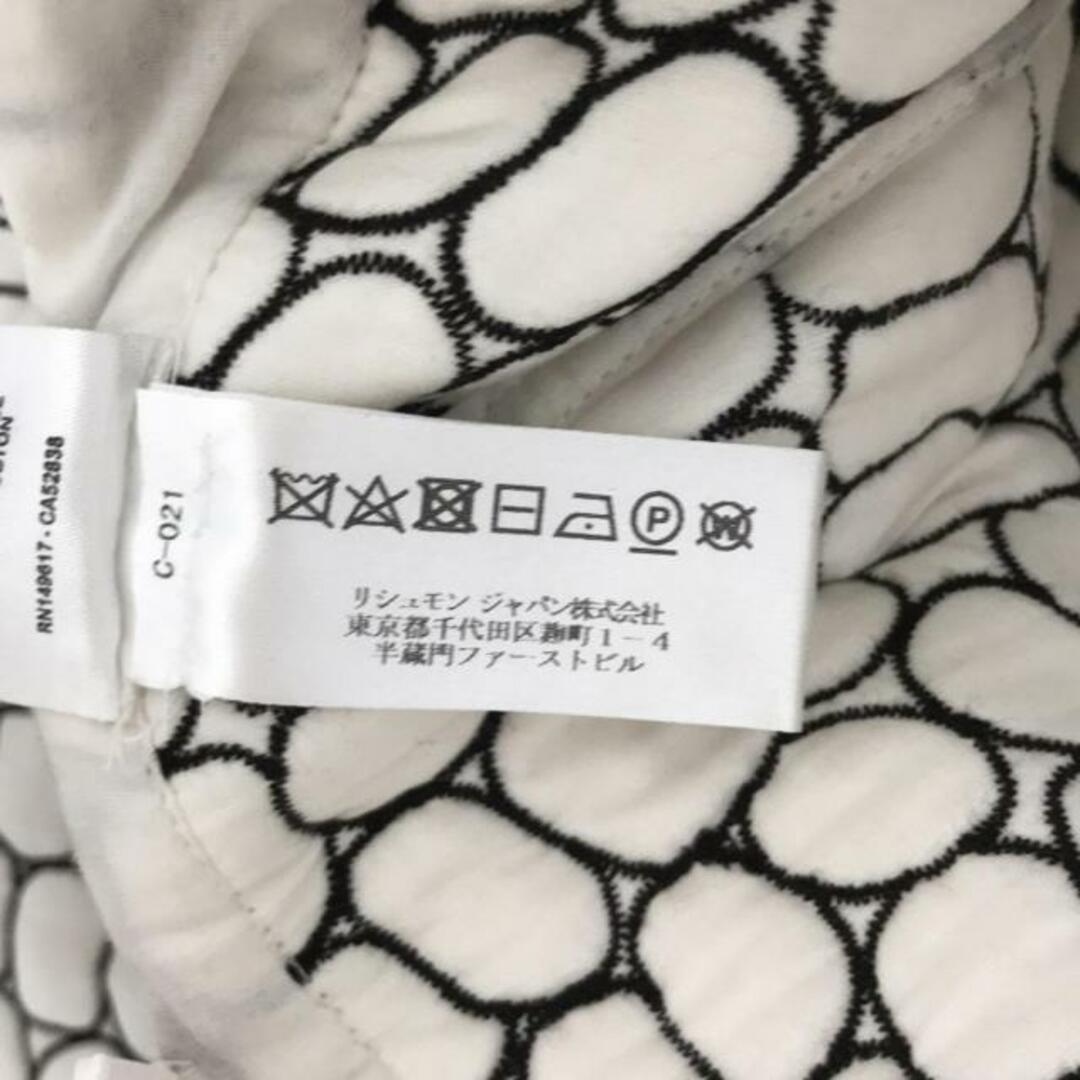 RN149617 - CA52838
C-021
P
W
リシュモン ジャパン株式会社
東京都千代田区麹町1-4
半蔵門ファーストビル